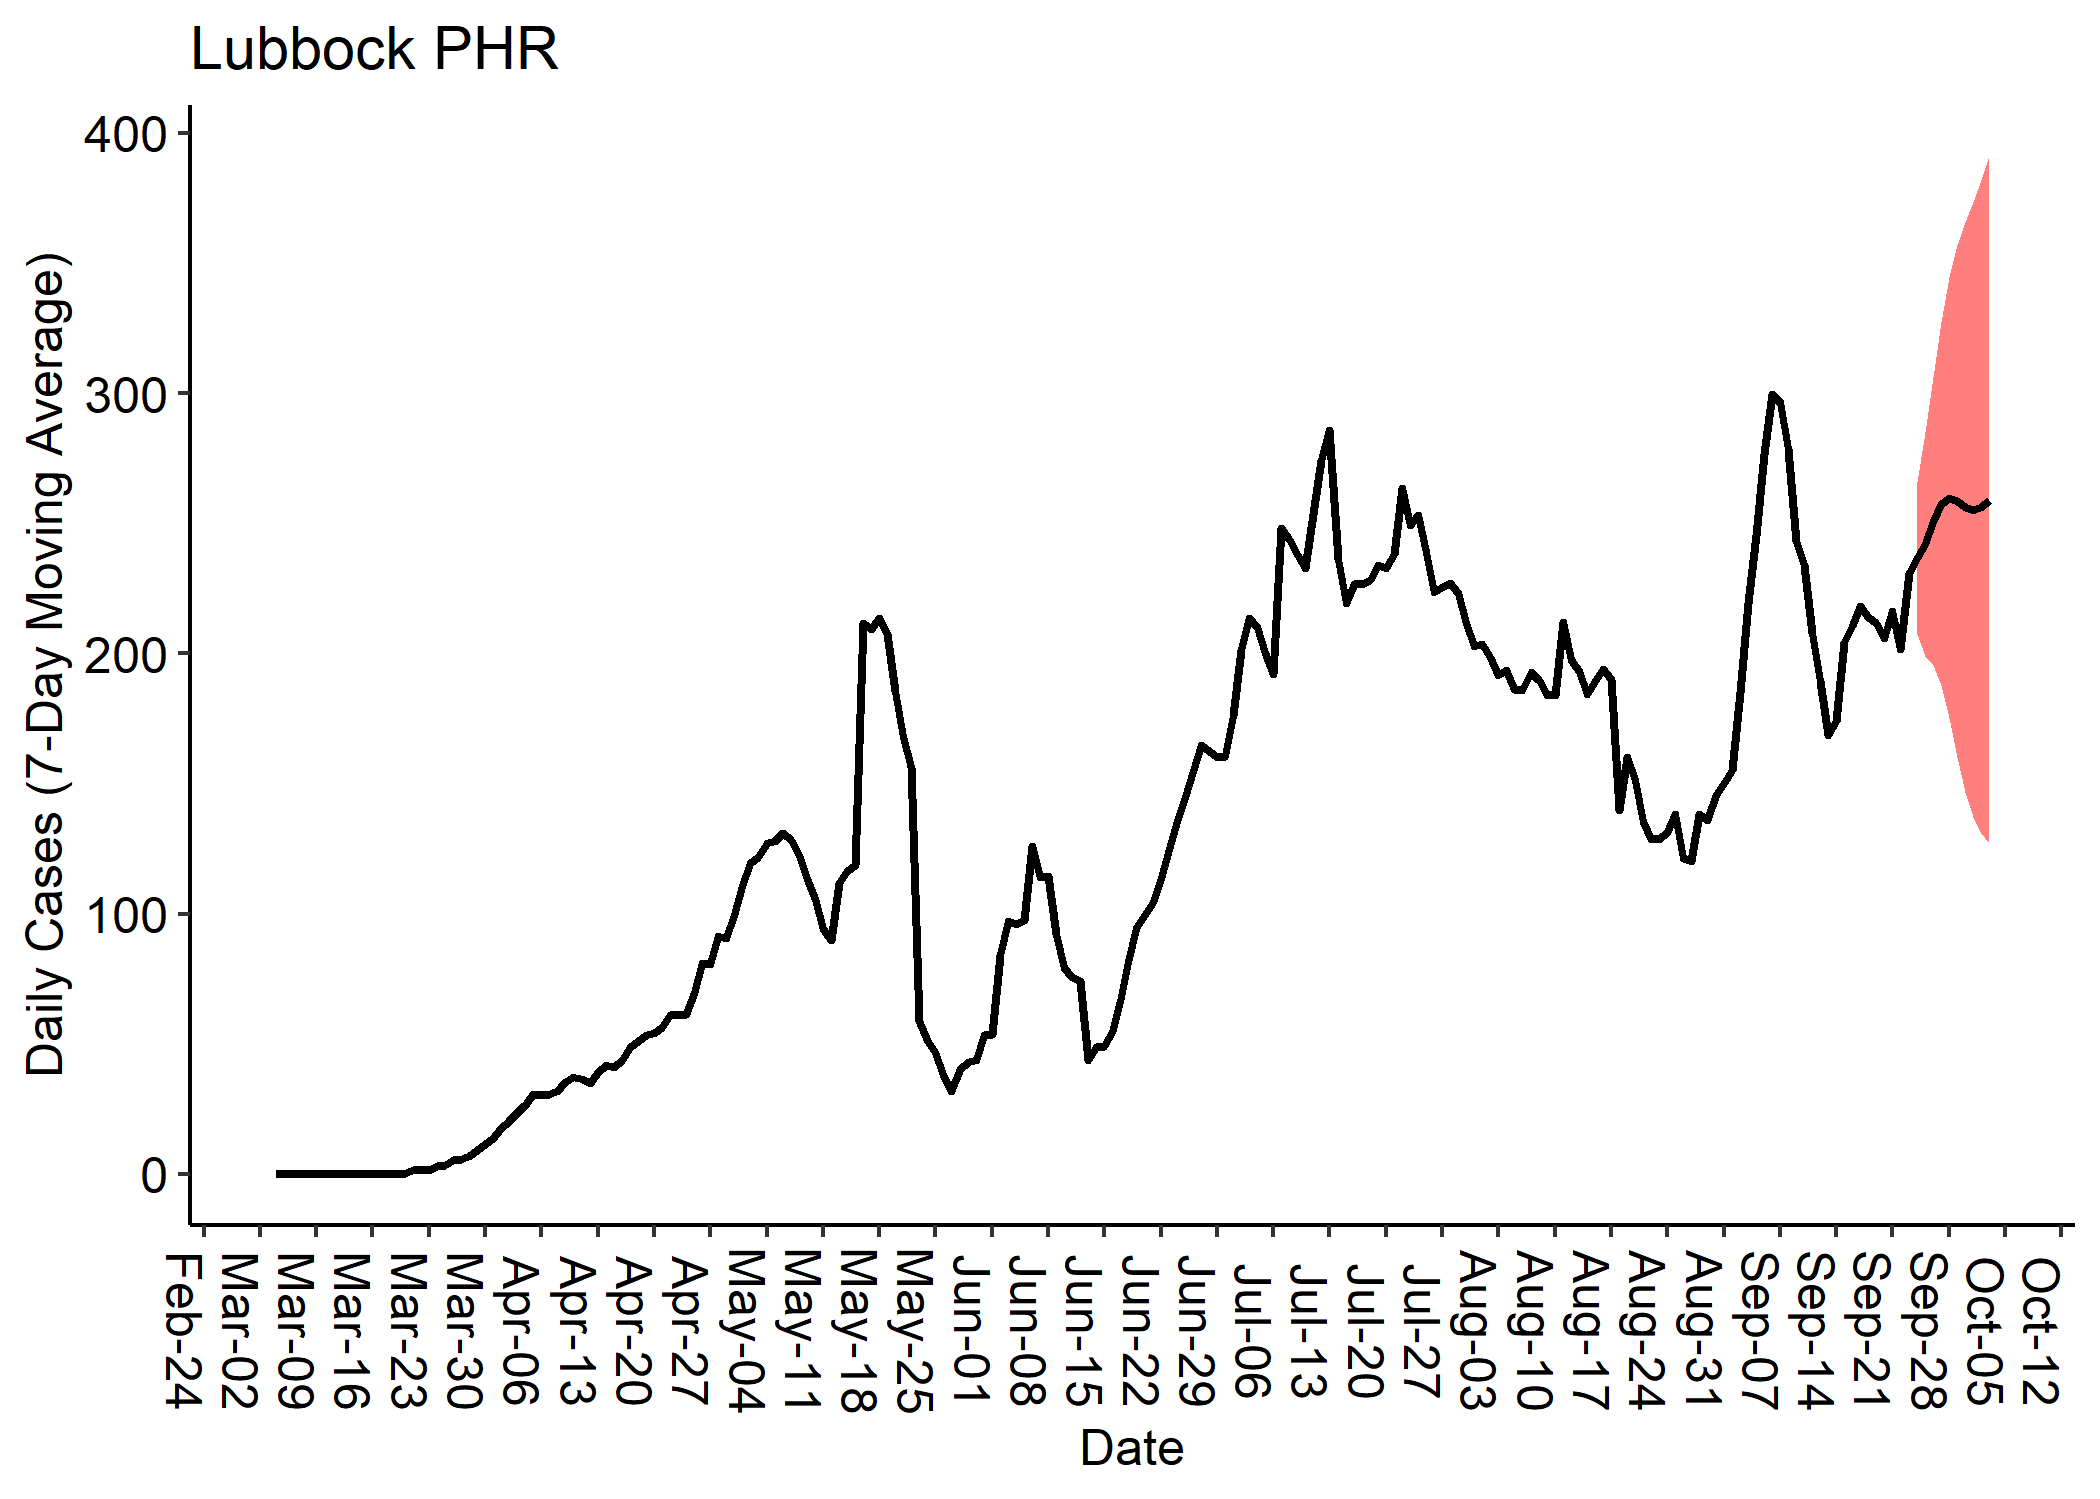 Lubbock PHR
Daily Cases (7-Day Moving Average)
400
300
200
100
0
Feb-24
Mar-02
Mar-09
Mar-16
Mar-23
Mar-30
Apr-06
Apr-13
Apr-20
Apr-27
May-04
May-11
May-18
May-25
Jun-01
Jun-08
Jun-15
Jun-22
Jun-29
Jul-06
Jul-13
Jul-20
Jul-27
Aug-03
Aug-10
Aug-17
Aug-24
Aug-31
Sep-07
Sep-14
Sep-21
Sep-28
Oct-05
Oct-12
Date